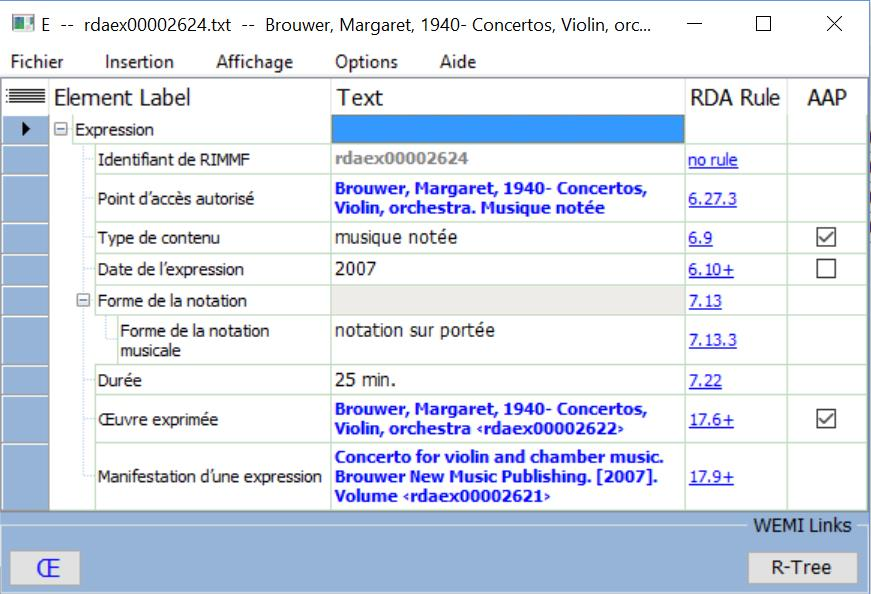 E -- rdaex00002624.txt -- Brouwer, Margaret, 1940- Concertos, Violin, orc...
Fichier Insertion Affichage Options Aide
Element Label Text RDA Rule AAP
Expression
Identifiant de RIMMF rdaex00002624 no rule
Point d’accès autorisé Brouwer, Margaret, 1940- Concertos,
Violin, orchestra. Musique notée 6.27.3
Type de contenu musique notée 6.9
Date de l’expression 2007 6.10+
Forme de la notation 7.13
Forme de la notation
musicale notation sur portée 7.13.3
Durée 25 min. 7.22
Œuvre exprimée Brouwer, Margaret, 1940- Concertos,
Violin, orchestra <rdaex00002622> 17.6+
Manifestation d’une expression Concerto for violin and chamber music.
Brouwer New Music Publishing. [2007].
Volume <rdaex00002621> 17.9+
WEMI Links
Œ R-Tree